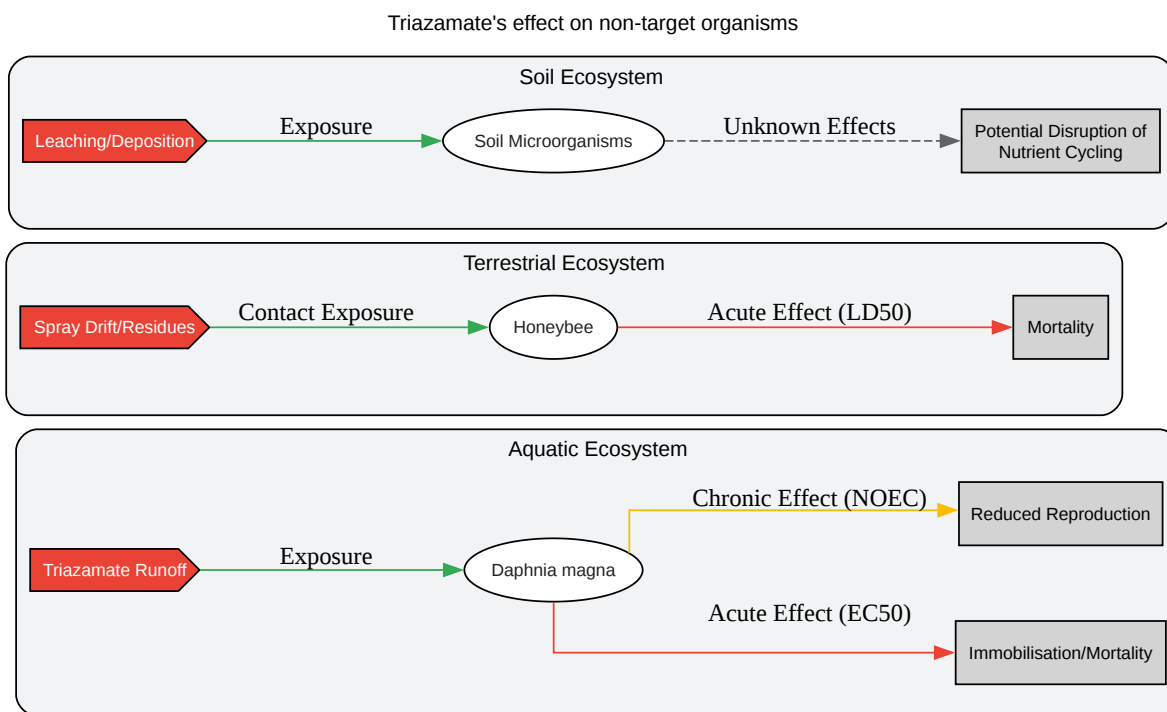 Triazamate's effect on non-target organisms
Soil Ecosystem
Leaching/Deposition
Exposure
Soil Microorganisms
Unknown Effects
Potential Disruption of
Nutrient Cycling
Terrestrial Ecosystem
Spray Drift/Residues
Contact Exposure
Honeybee
Acute Effect (LD50)
Mortality
Aquatic Ecosystem
Triazamate Runoff
Exposure
Daphnia magna
Chronic Effect (NOEC)
Reduced Reproduction
Acute Effect (EC50)
Immobilisation/Mortality